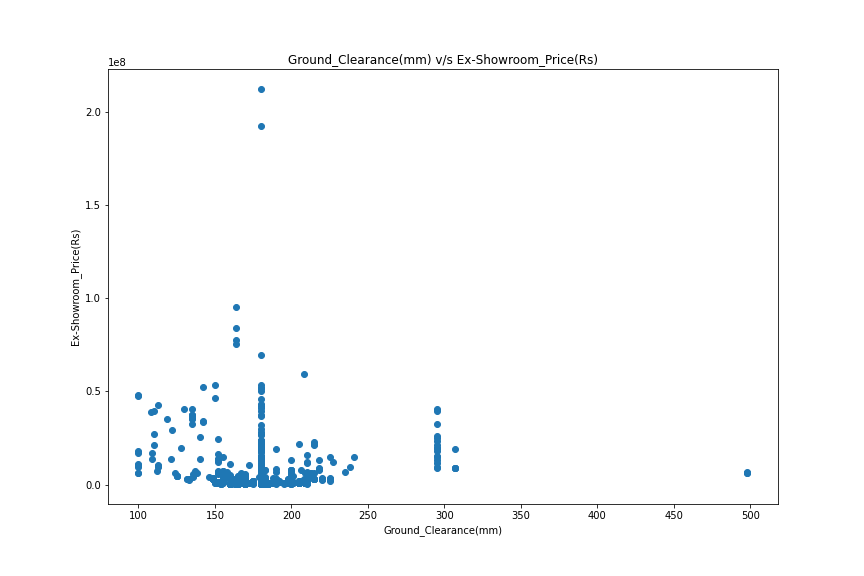 Ground_Clearance(mm) v/s Ex-Showroom_Price(Rs)
1e8
2.0
1.5
1.0
0.5
0.0
Ex-Showroom_Price(Rs)
100 150 200 250 300 350 400 450 500
Ground_Clearance(mm)